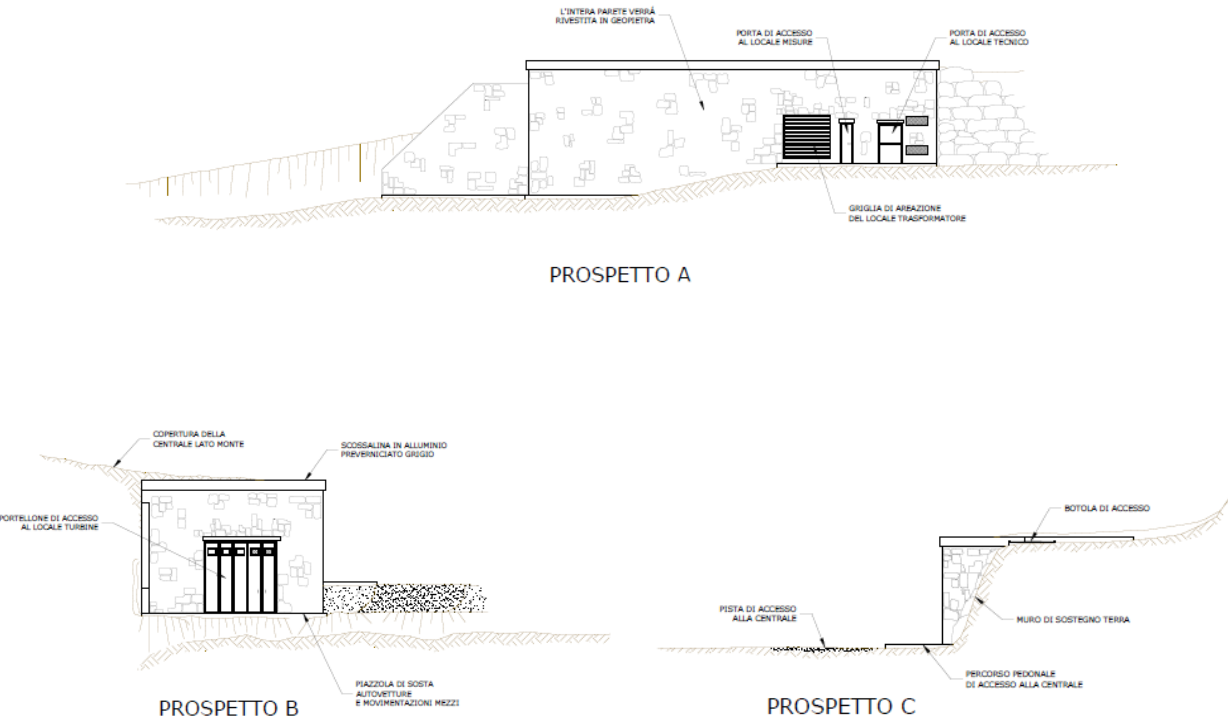 L'INTERA PARETE VERRÀ
RIVESTITA IN GEOPIETRA
PORTA DI ACCESSO
AL LOCALE MISURE
PORTA DI ACCESSO
AL LOCALE TECNICO
GRIGLIA DI AREAZIONE
DEL LOCALE TRASFORMATORE
PROSPETTO A
COPERTURA DELLA
CENTRALE LATO MONTE
SCOSSALINA IN ALLUMINIO
PREVERNICIATO GRIGIO
PORTELLONE DI ACCESSO
AL LOCALE TURBINE
PIAZZOLA DI SOSTA
AUTOVETTURE
E MOVIMENTAZIONI MEZZI
PROSPETTO B
BOTOLA DI ACCESSO
PISTA DI ACCESSO
ALLA CENTRALE
MURO DI SOSTEGNO TERRA
PERCORSO PEDONALE
DI ACCESSO ALLA CENTRALE
PROSPETTO C